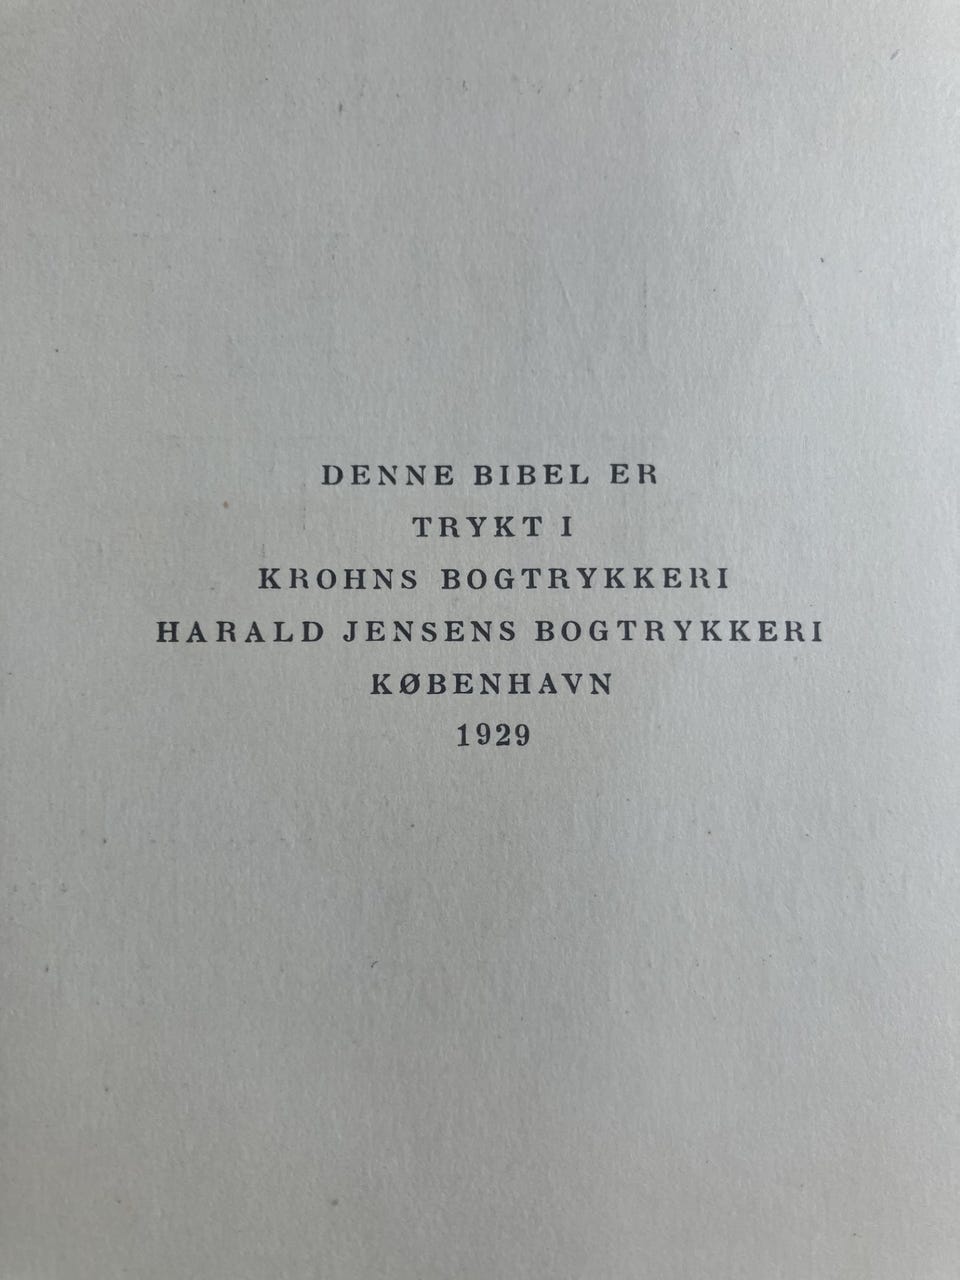 DENNE BIBEL ER
TRYKT I
KROHNS BOGTRYKKERI
HARALD JENSENS BOGTRYKKERI
KØBENHAVN
1929